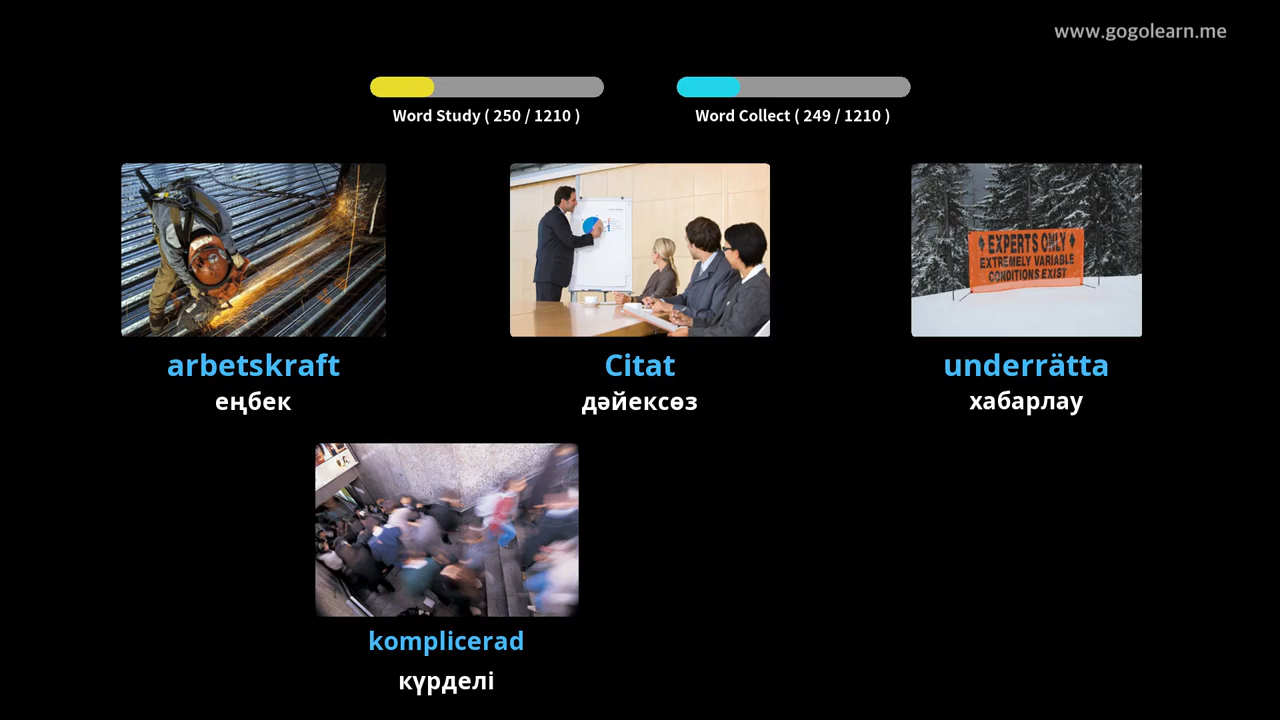 www.gogolearn.me
Word Study ( 250 / 1210 )
Word Collect ( 249 / 1210 )
EXPERTS ONLY
EXTREMELY VARIABLE
CONDITIONS EXIST
arbetskraft
еңбек
Citat
дәйексөз
underrätta
хабарлау
komplicerad
күрделі